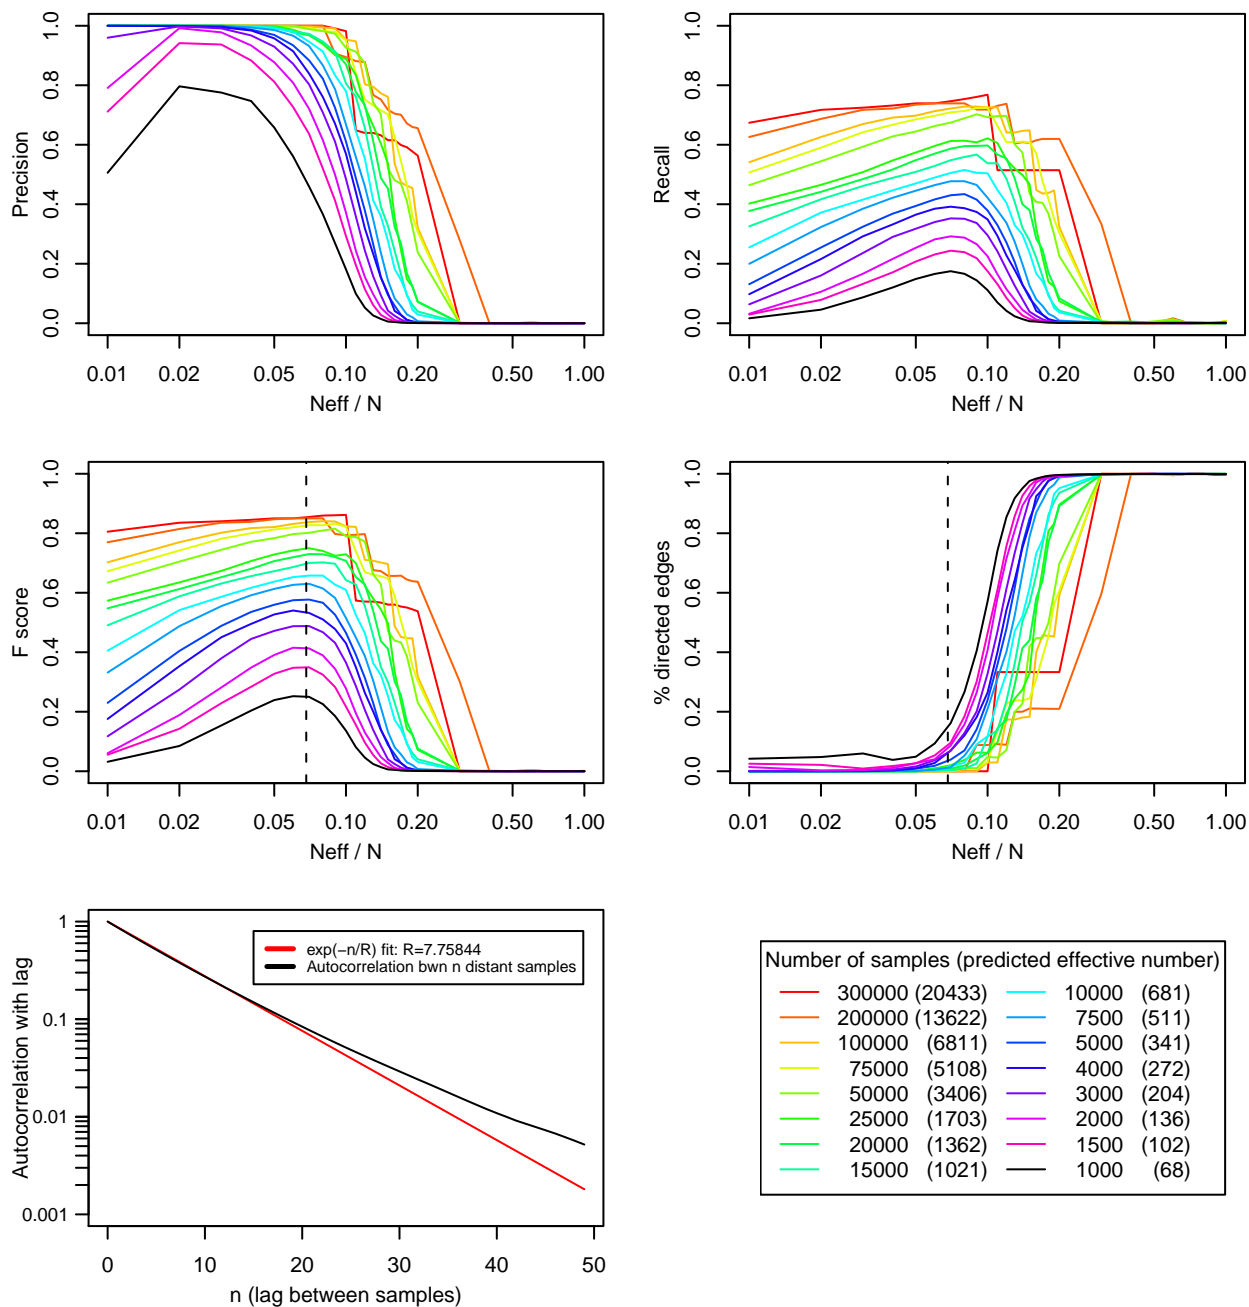 Precision
0.0 0.2 0.4 0.6 0.8 1.0
0.01 0.02 0.05 0.10 0.20 0.50 1.00
Neff / N
Recall
0.0 0.2 0.4 0.6 0.8 1.0
0.01 0.02 0.05 0.10 0.20 0.50 1.00
Neff / N
F score
0.0 0.2 0.4 0.6 0.8 1.0
0.01 0.02 0.05 0.10 0.20 0.50 1.00
Neff / N
% directed edges
0.0 0.2 0.4 0.6 0.8 1.0
0.01 0.02 0.05 0.10 0.20 0.50 1.00
Neff / N
Autocorrelation with lag
1
0.1
0.01
0.001
exp(−n/R) fit: R=7.75844
Autocorrelation bwn n distant samples
0 10 20 30 40 50
n (lag between samples)
Number of samples (predicted effective number)
300000 (20433) 10000 (681)
200000 (13622) 7500 (511)
100000 (6811) 5000 (341)
75000 (5108) 4000 (272)
50000 (3406) 3000 (204)
25000 (1703) 2000 (136)
20000 (1362) 1500 (102)
15000 (1021) 1000 (68)